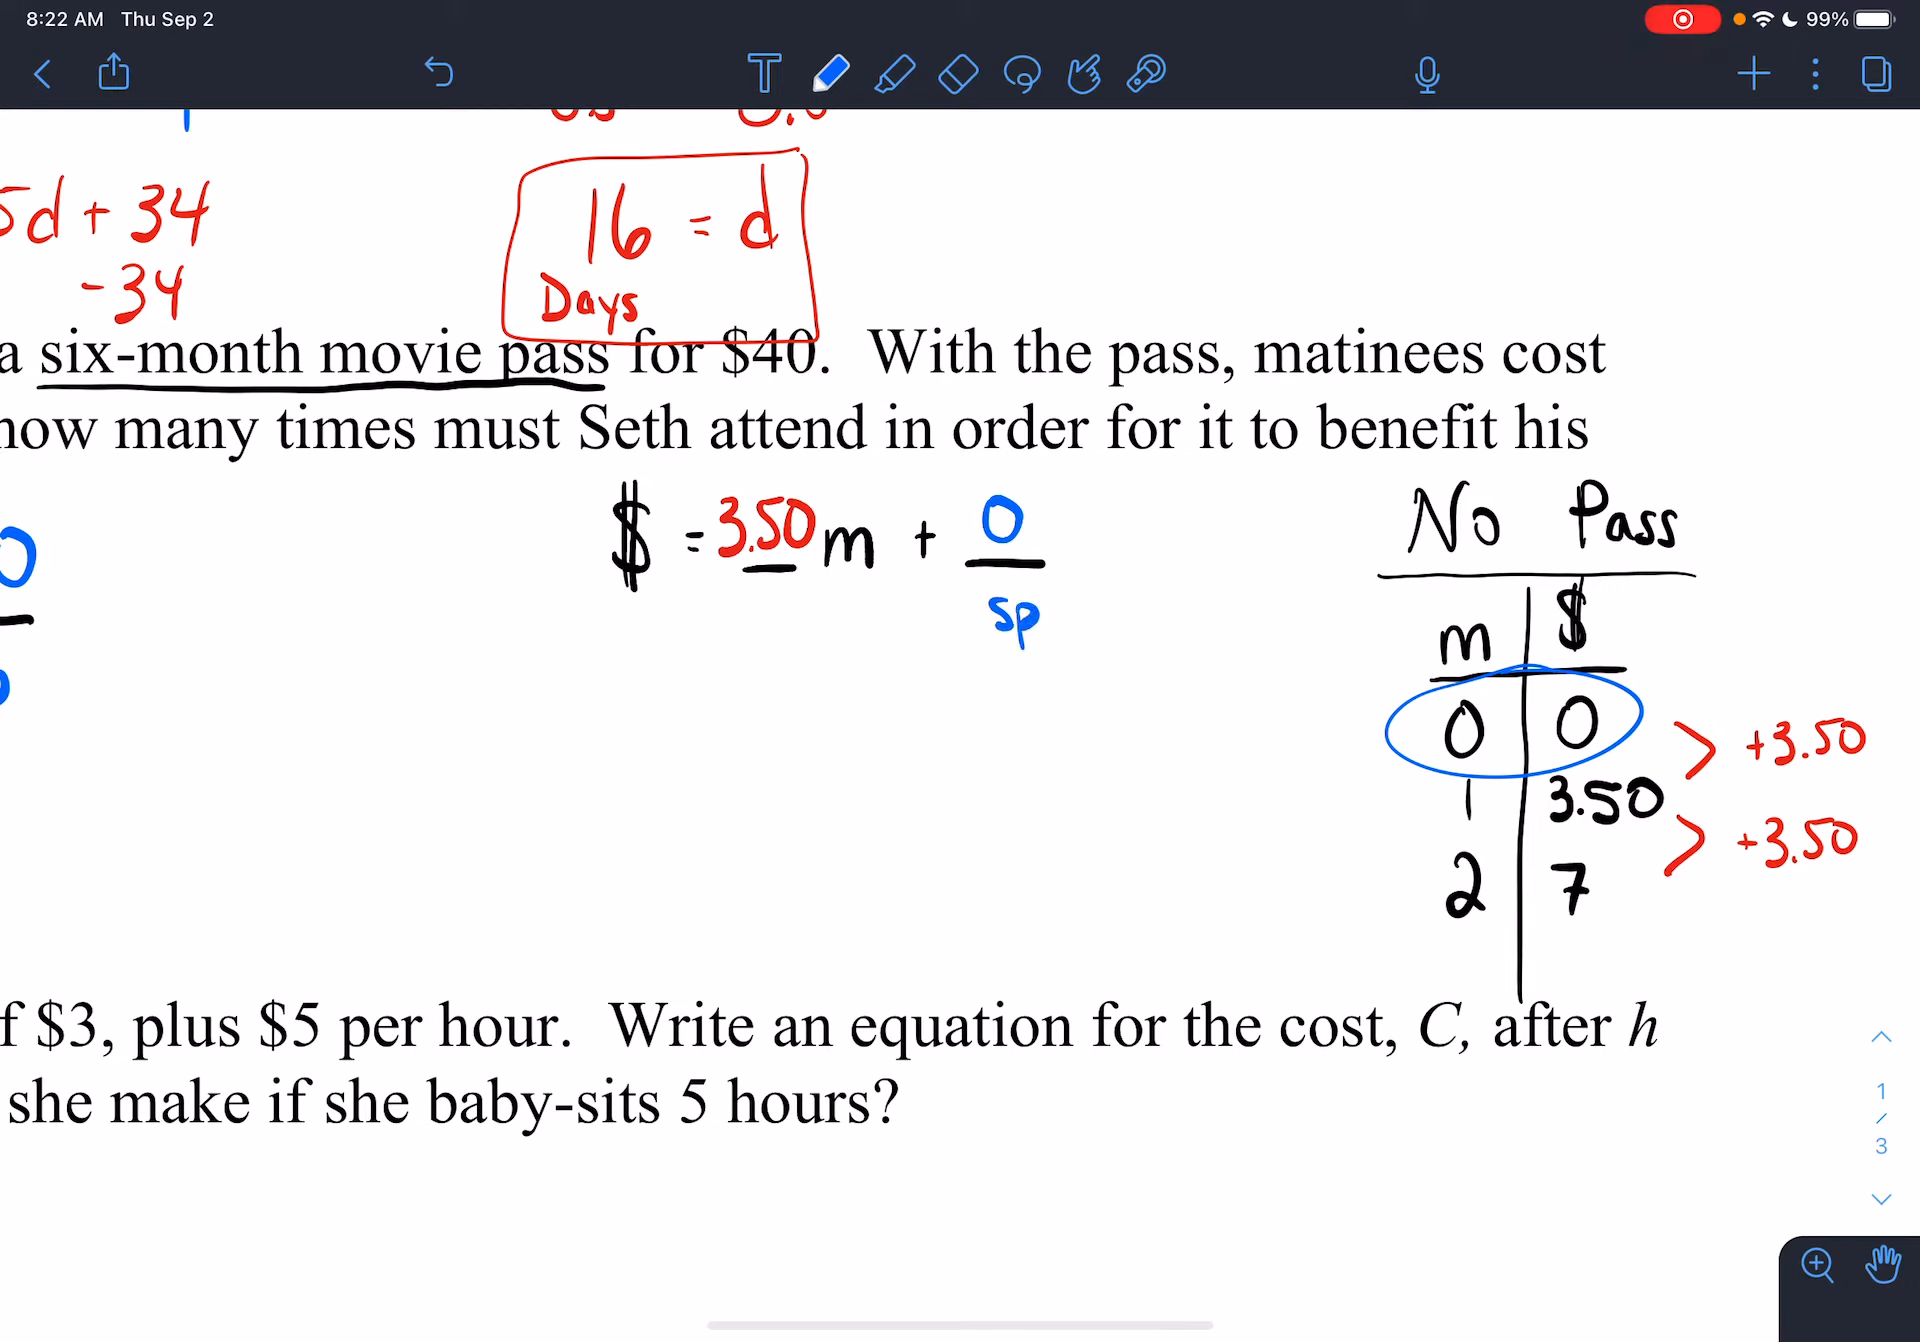 8:22 AM Thu Sep 2
99%
5d + 34
-34
16 = d
Days
a six-month movie pass for $40. With the pass, matinees cost
how many times must Seth attend in order for it to benefit his
$ = 3.50 m + 0
sp
No Pass
m $
0 0
+3.50
1 3.50
+3.50
2 7
f $3, plus $5 per hour. Write an equation for the cost, C, after h
she make if she baby-sits 5 hours?
1
/
3